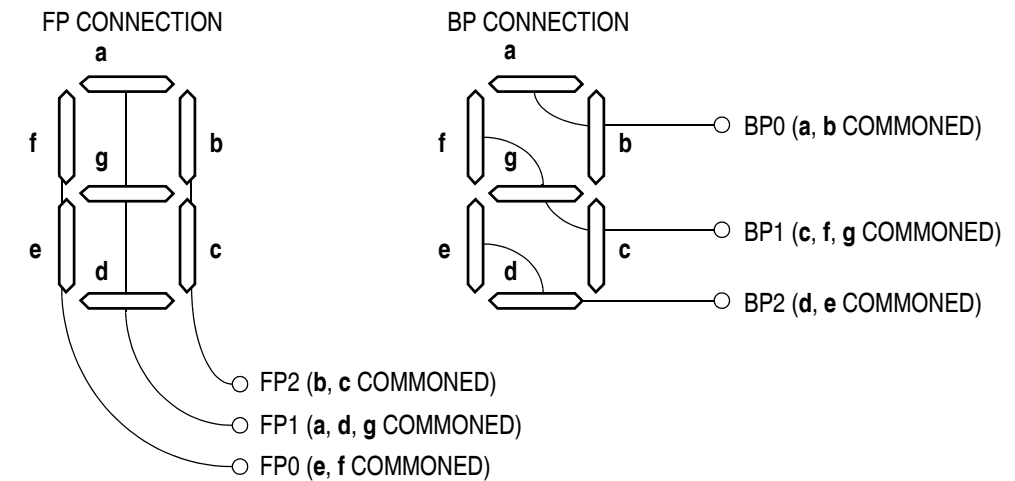 FP CONNECTION
a
f
b
g
e
c
d
FP2 (b, c COMMONED)
FP1 (a, d, g COMMONED)
FP0 (e, f COMMONED)
BP CONNECTION
a
f
b
g
e
c
d
BP0 (a, b COMMONED)
BP1 (c, f, g COMMONED)
BP2 (d, e COMMONED)